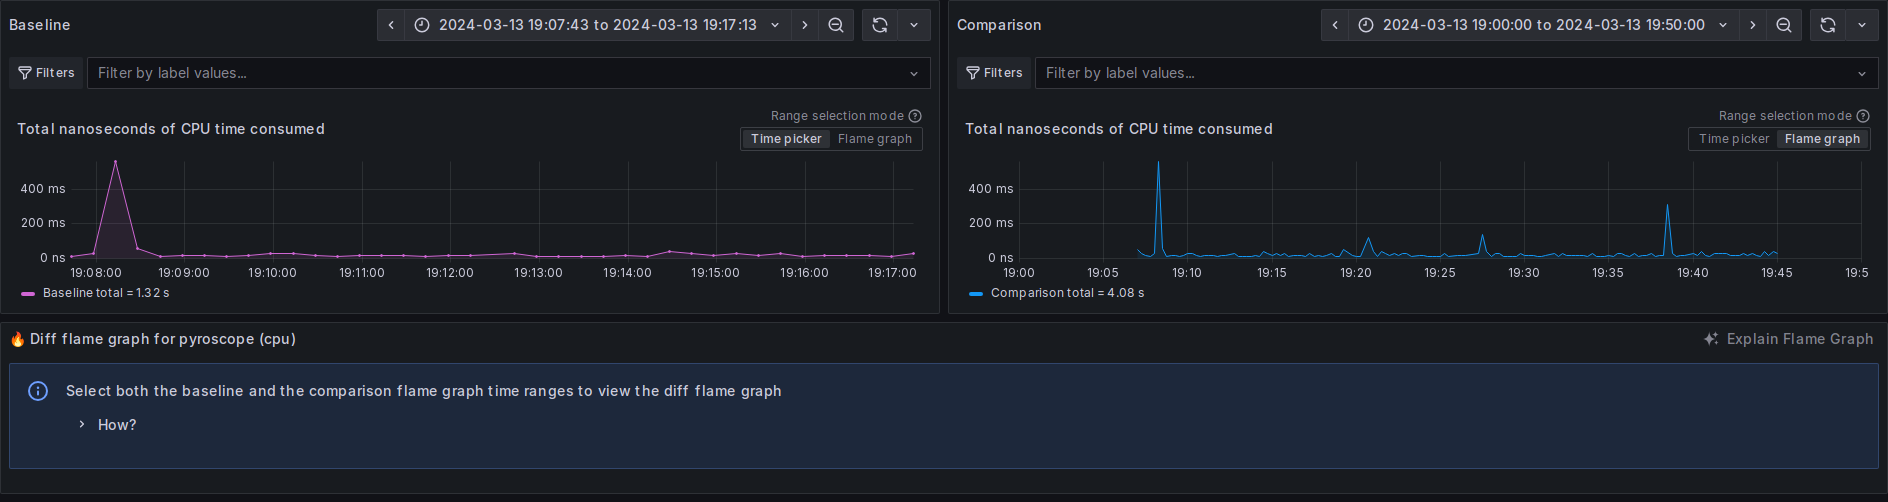 Baseline
2024-03-13 19:07:43 to 2024-03-13 19:17:13
Filters
Filter by label values...
Range selection mode
Total nanoseconds of CPU time consumed
Time picker
Flame graph
400 ms
200 ms
0 ns
19:08:00 19:09:00 19:10:00 19:11:00 19:12:00 19:13:00 19:14:00 19:15:00 19:16:00 19:17:00
Baseline total = 1.32 s
Comparison
2024-03-13 19:00:00 to 2024-03-13 19:50:00
Filters
Filter by label values...
Range selection mode
Total nanoseconds of CPU time consumed
Time picker
Flame graph
400 ms
200 ms
0 ns
19:00 19:05 19:10 19:15 19:20 19:25 19:30 19:35 19:40 19:45 19:5
Comparison total = 4.08 s
Diff flame graph for pyroscope (cpu)
Explain Flame Graph
Select both the baseline and the comparison flame graph time ranges to view the diff flame graph
How?